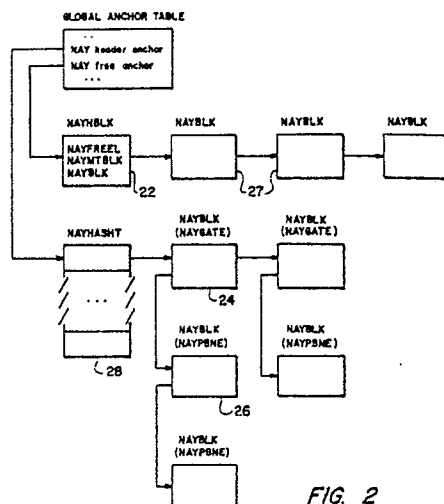 GLOBAL ANCHOR TABLE
..
NAY header anchor
NAY free anchor
...
NAYHBLK
NAYBLK
NAYBLK
NAYBLK
NAYFREEL
NAYMTBLK
NAYBLK
22
27
NAYHASHT
NAYBLK
(NAYGATE)
NAYBLK
(NAYGATE)
24
...
28
NAYBLK
(NAYPSNE)
NAYBLK
(NAYPSNE)
26
NAYBLK
(NAYPSNE)
FIG. 2